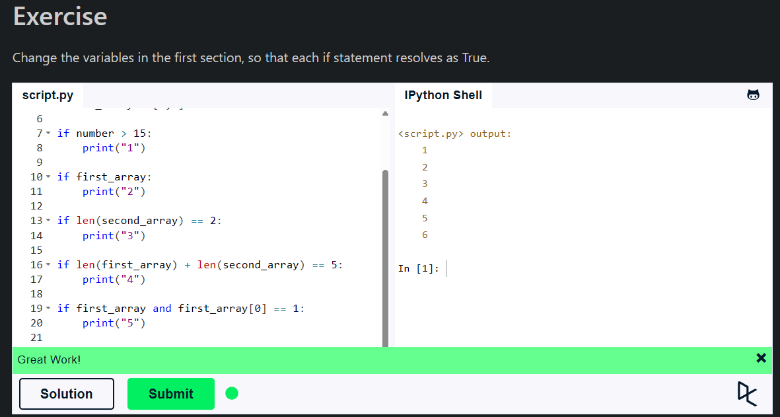 Exercise
Change the variables in the first section, so that each if statement resolves as True.
script.py
IPython Shell
6
7 if number > 15:
8 print("1")
9
10 if first_array:
11 print("2")
12
13 if len(second_array) == 2:
14 print("3")
15
16 if len(first_array) + len(second_array) == 5:
17 print("4")
18
19 if first_array and first_array[0] == 1:
20 print("5")
21
<script.py> output:
1
2
3
4
5
6
In [1]:
Great Work!
Solution
Submit